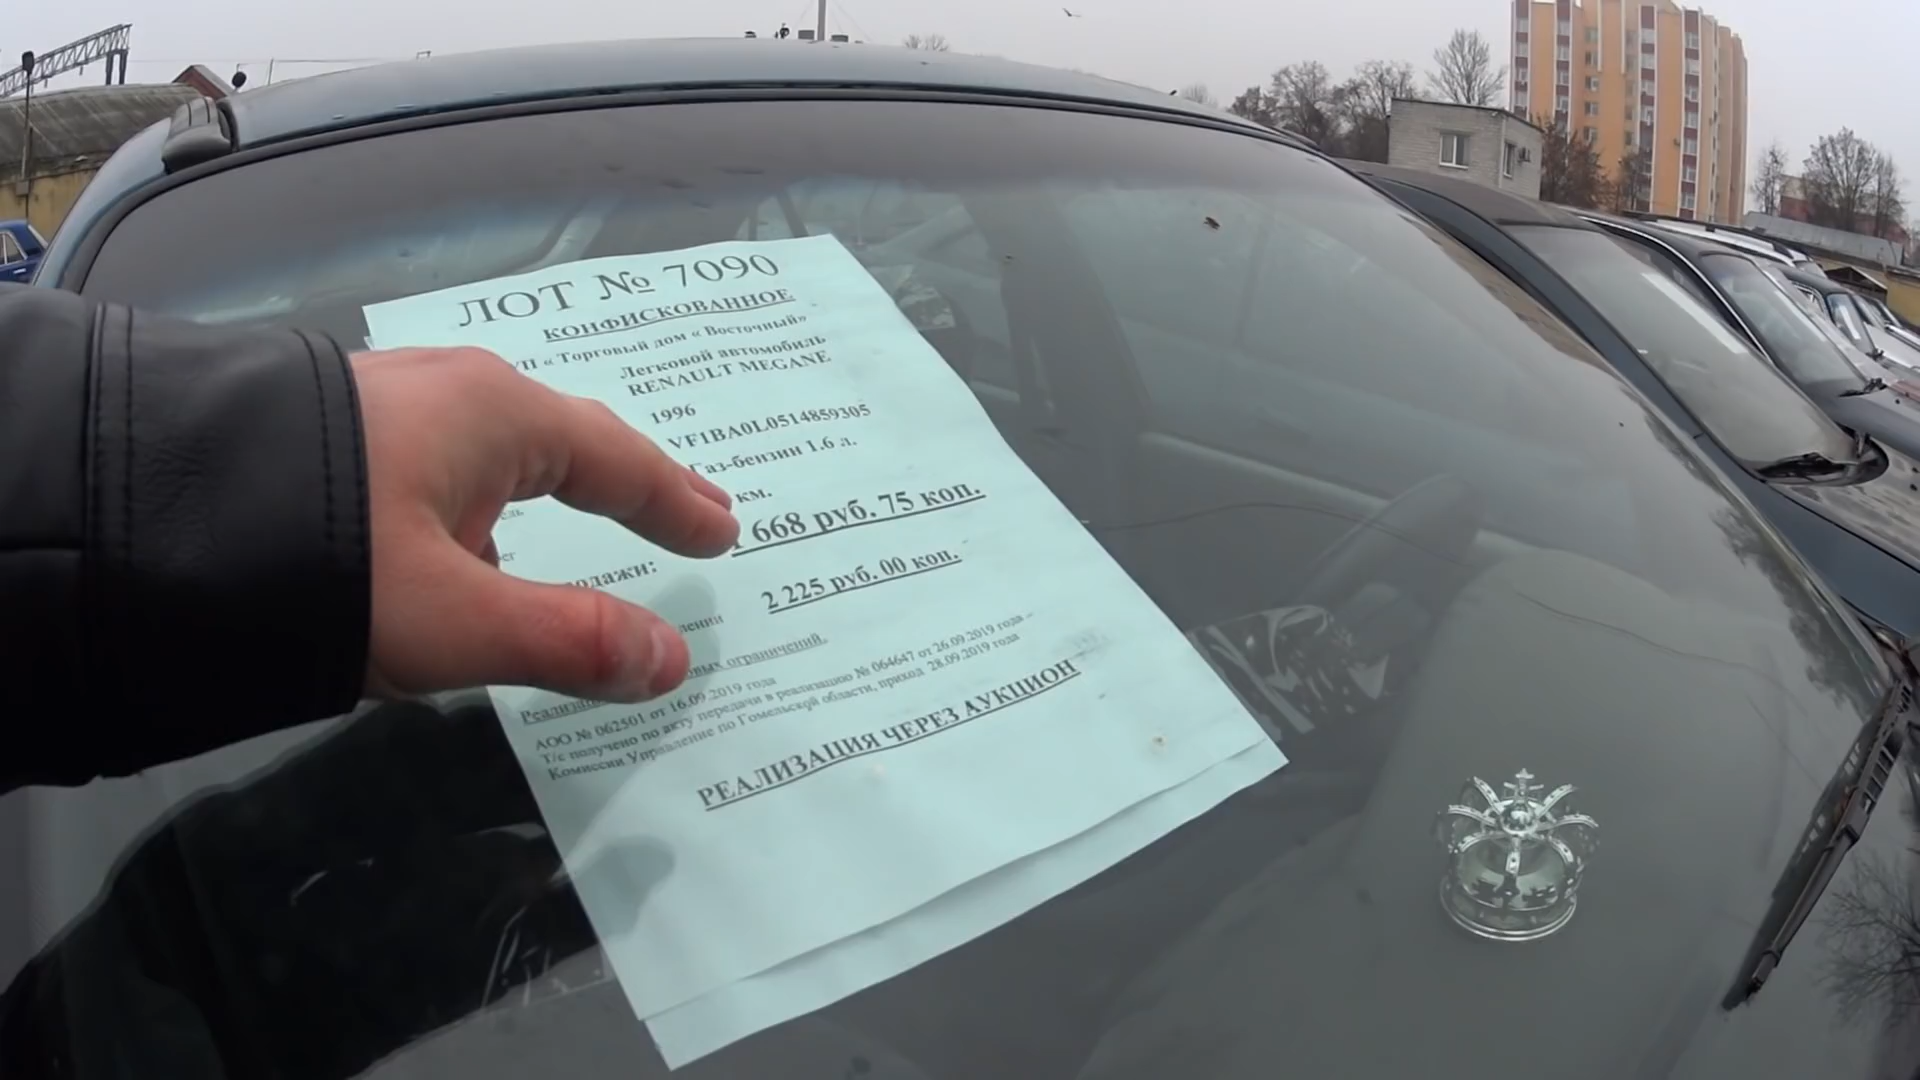 ЛОТ № 7090
КОНФИСКОВАННОЕ
УП « Торговый дом « Восточный»
Легковой автомобиль
RENAULT MEGANE
1996
VF1BA0L0514859305
Газ-бензин 1.6 л.
км.
1 668 руб. 75 коп.
2 225 руб. 00 коп.
ограничений.
АОО № 062501 от 16.09.2019 года
Т/с получено по акту передачи в реализацию № 064647 от 26.09.2019 года –
Комиссии Управление по Гомельской области, приход 28.09.2019 года
РЕАЛИЗАЦИЯ ЧЕРЕЗ АУКЦИОН